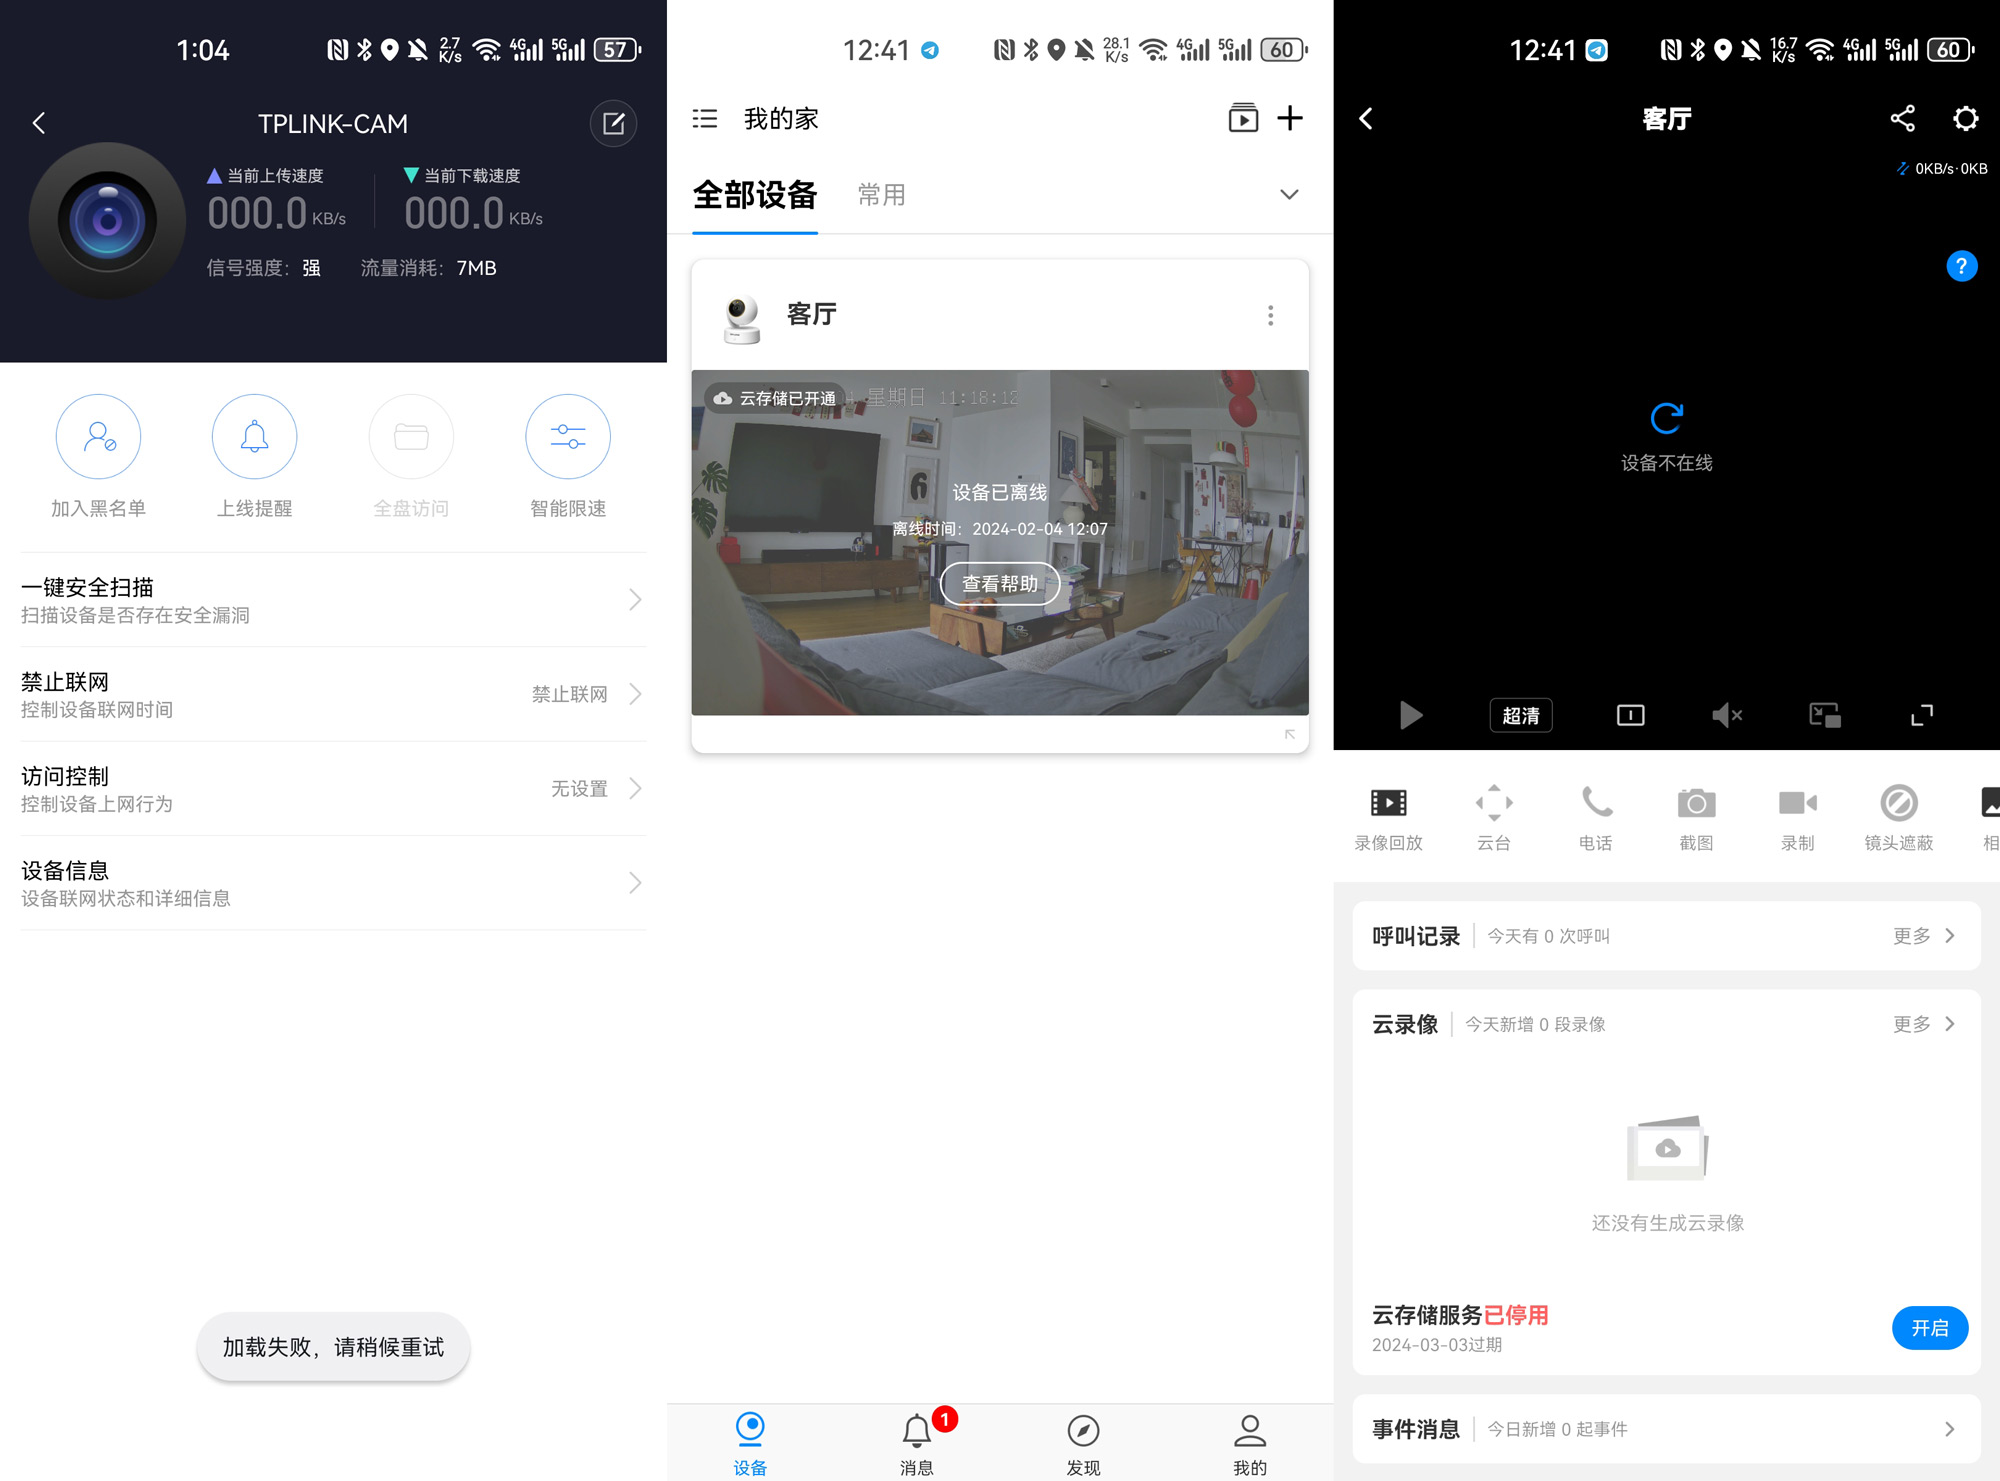 1:04
2.7 K/s
4G
5G
57
TPLINK-CAM
当前上传速度
当前下载速度
000.0 KB/s
000.0 KB/s
信号强度：强
流量消耗：7MB
加入黑名单
上线提醒
全盘访问
智能限速
一键安全扫描
扫描设备是否存在安全漏洞
禁止联网
控制设备联网时间
禁止联网
访问控制
控制设备上网行为
无设置
设备信息
设备联网状态和详细信息
加载失败，请稍候重试
12:41
28.1 K/s
4G
5G
60
我的家
全部设备
常用
客厅
云存储已开通
星期日 11:18:12
6
设备已离线
离线时间：2024-02-04 12:07
查看帮助
设备
消息
1
发现
我的
12:41
16.7 K/s
4G
5G
60
客厅
0KB/s·0KB
?
设备不在线
超清
录像回放
云台
电话
截图
录制
镜头遮蔽
相
呼叫记录
今天有 0 次呼叫
更多
云录像
今天新增 0 段录像
更多
还没有生成云录像
云存储服务已停用
2024-03-03过期
开启
事件消息
今日新增 0 起事件